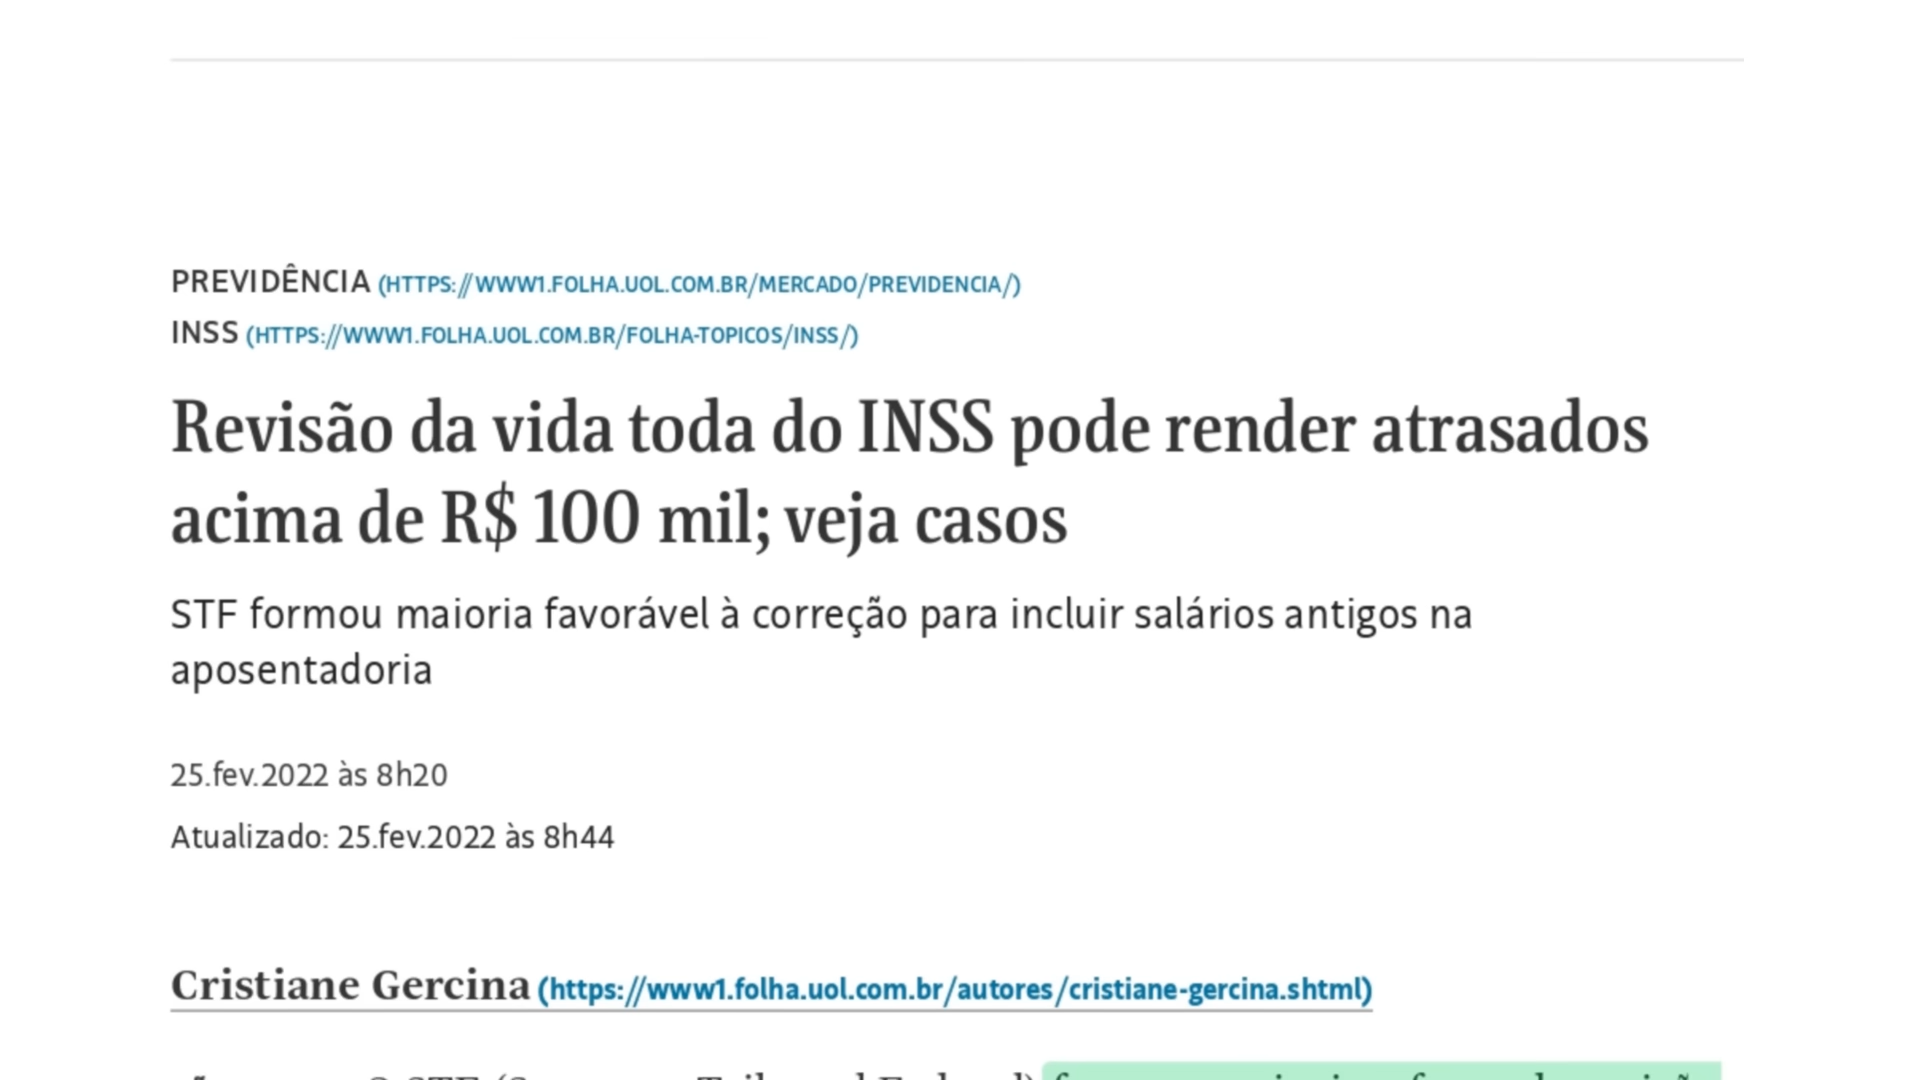 PREVIDÊNCIA (HTTPS://WWW1.FOLHA.UOL.COM.BR/MERCADO/PREVIDENCIA/)
INSS (HTTPS://WWW1.FOLHA.UOL.COM.BR/FOLHA-TOPICOS/INSS/)
Revisão da vida toda do INSS pode render atrasados
acima de R$ 100 mil; veja casos
STF formou maioria favorável à correção para incluir salários antigos na
aposentadoria
25.fev.2022 às 8h20
Atualizado: 25.fev.2022 às 8h44
Cristiane Gercina (https://www1.folha.uol.com.br/autores/cristiane-gercina.shtml)